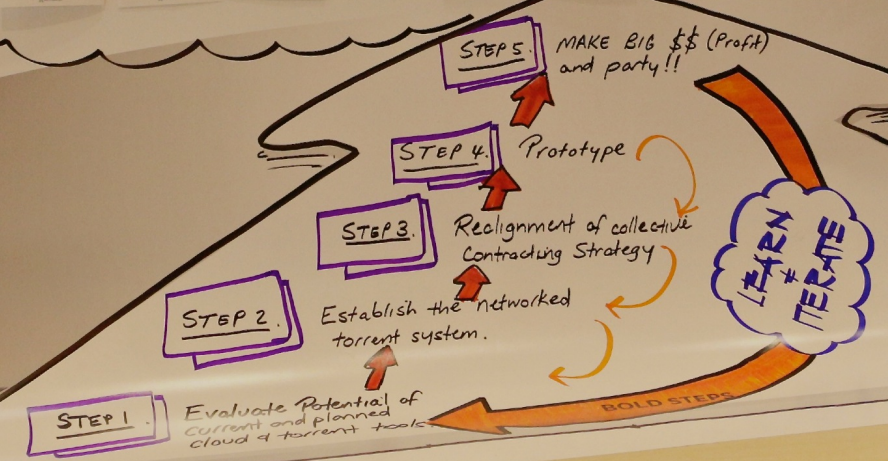 STEP 5.
MAKE BIG $$ (Profit)
and party!!
STEP 4.
Prototype
STEP 3.
Realignment of collective
Contracting Strategy
STEP 2.
Establish the networked
torrent system.
STEP 1
Evaluate Potential of
current and planned
cloud & torrent tools
LEARN
+
ITERATE
BOLD STEPS